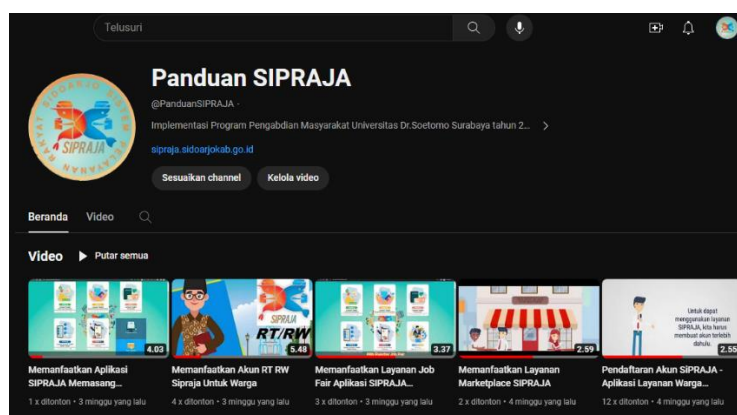 Telusuri
Panduan SIPRAJA
@PanduanSIPRAJA ·
Implementasi Program Pengabdian Masyarakat Universitas Dr.Soetomo Surabaya tahun 2...
sipraja.sidoarjokab.go.id
Sesuaikan channel Kelola video
SIDOARJO SISTEM PELAYANAN RAKYAT
SIPRAJA
Beranda Video
Video Putar semua
4.03
SIPRAJA
RT/RW
5.48
3.37
2.59
Untuk dapat
menggunakan layanan
SIPRAJA, kita harus
membuat akun terlebih
dahulu.
2.55
Memanfaatkan Aplikasi
SIPRAJA Memasang...
1 x ditonton • 3 minggu yang lalu
Memanfaatkan Akun RT RW
Sipraja Untuk Warga
4 x ditonton • 3 minggu yang lalu
Memanfaatkan Layanan Job
Fair Aplikasi SIPRAJA...
3 x ditonton • 3 minggu yang lalu
Memanfaatkan Layanan
Marketplace SIPRAJA
2 x ditonton • 4 minggu yang lalu
Pendaftaran Akun SiPRAJA -
Aplikasi Layanan Warga...
12 x ditonton • 4 minggu yang lalu